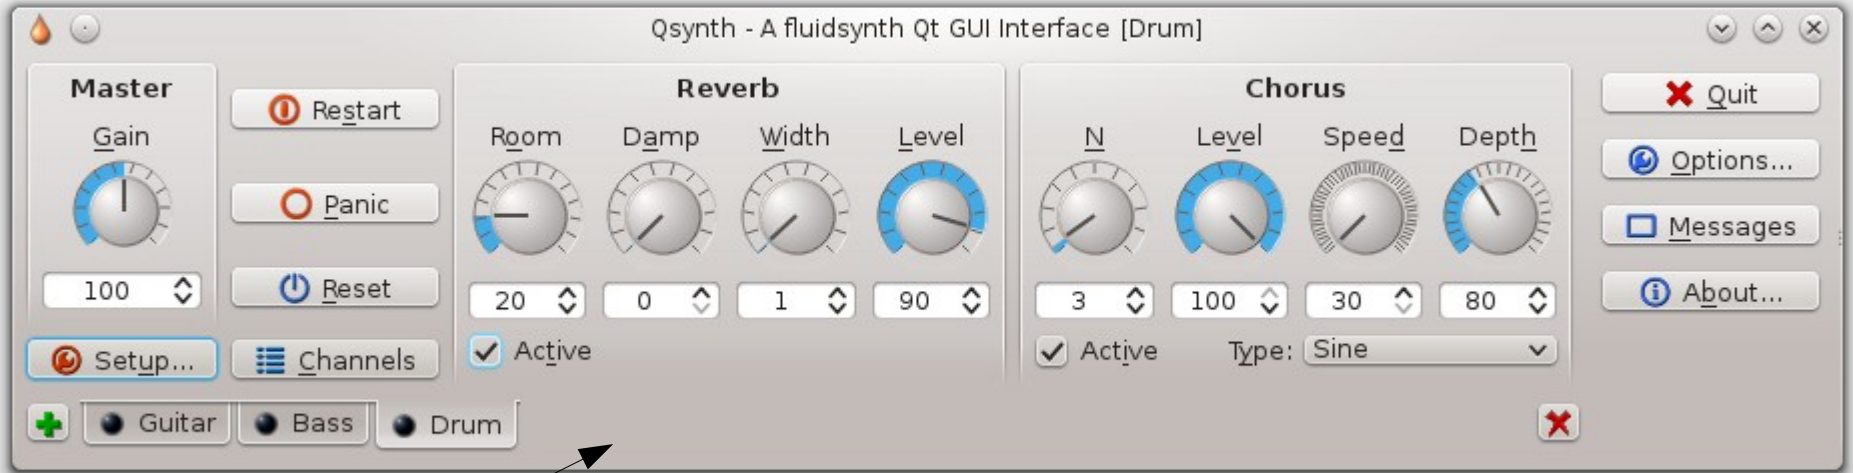 Qsynth - A fluidsynth Qt GUI Interface [Drum]
Master
Gain
100
Setup...
Restart
Panic
Reset
Channels
Reverb
Room Damp Width Level
20 0 1 90
Active
Chorus
N Level Speed Depth
3 100 30 80
Active Type: Sine
Quit
Options...
Messages
About...
Guitar Bass Drum